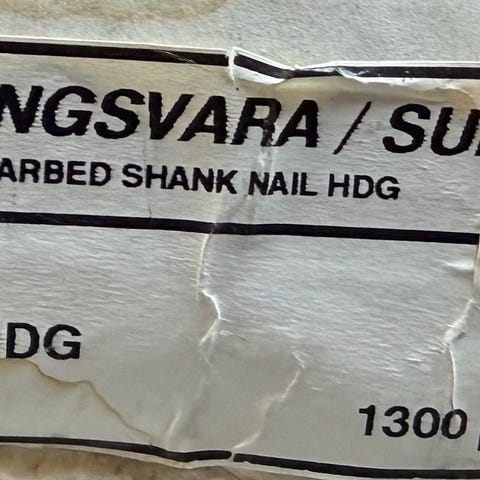 NGSVARA / SU
ARBED SHANK NAIL HDG
DG
1300